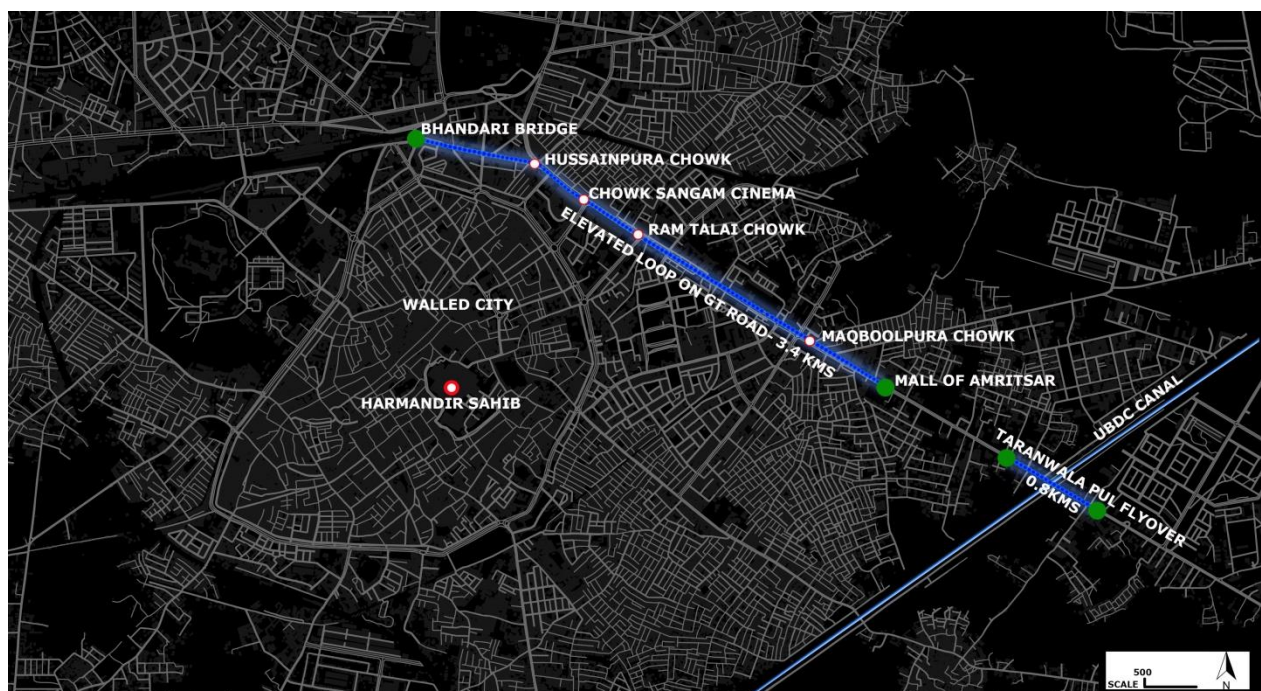 BHANDARI BRIDGE
HUSSAINPURA CHOWK
CHOWK SANGAM CINEMA
RAM TALAI CHOWK
ELEVATED LOOP ON GT ROAD- 3.4 KMS
WALLED CITY
MAQBOOLPURA CHOWK
MALL OF AMRITSAR
HARMANDIR SAHIB
UBDC CANAL
TARANWALA PUL FLYOVER
0.8KMS
500
SCALE
N